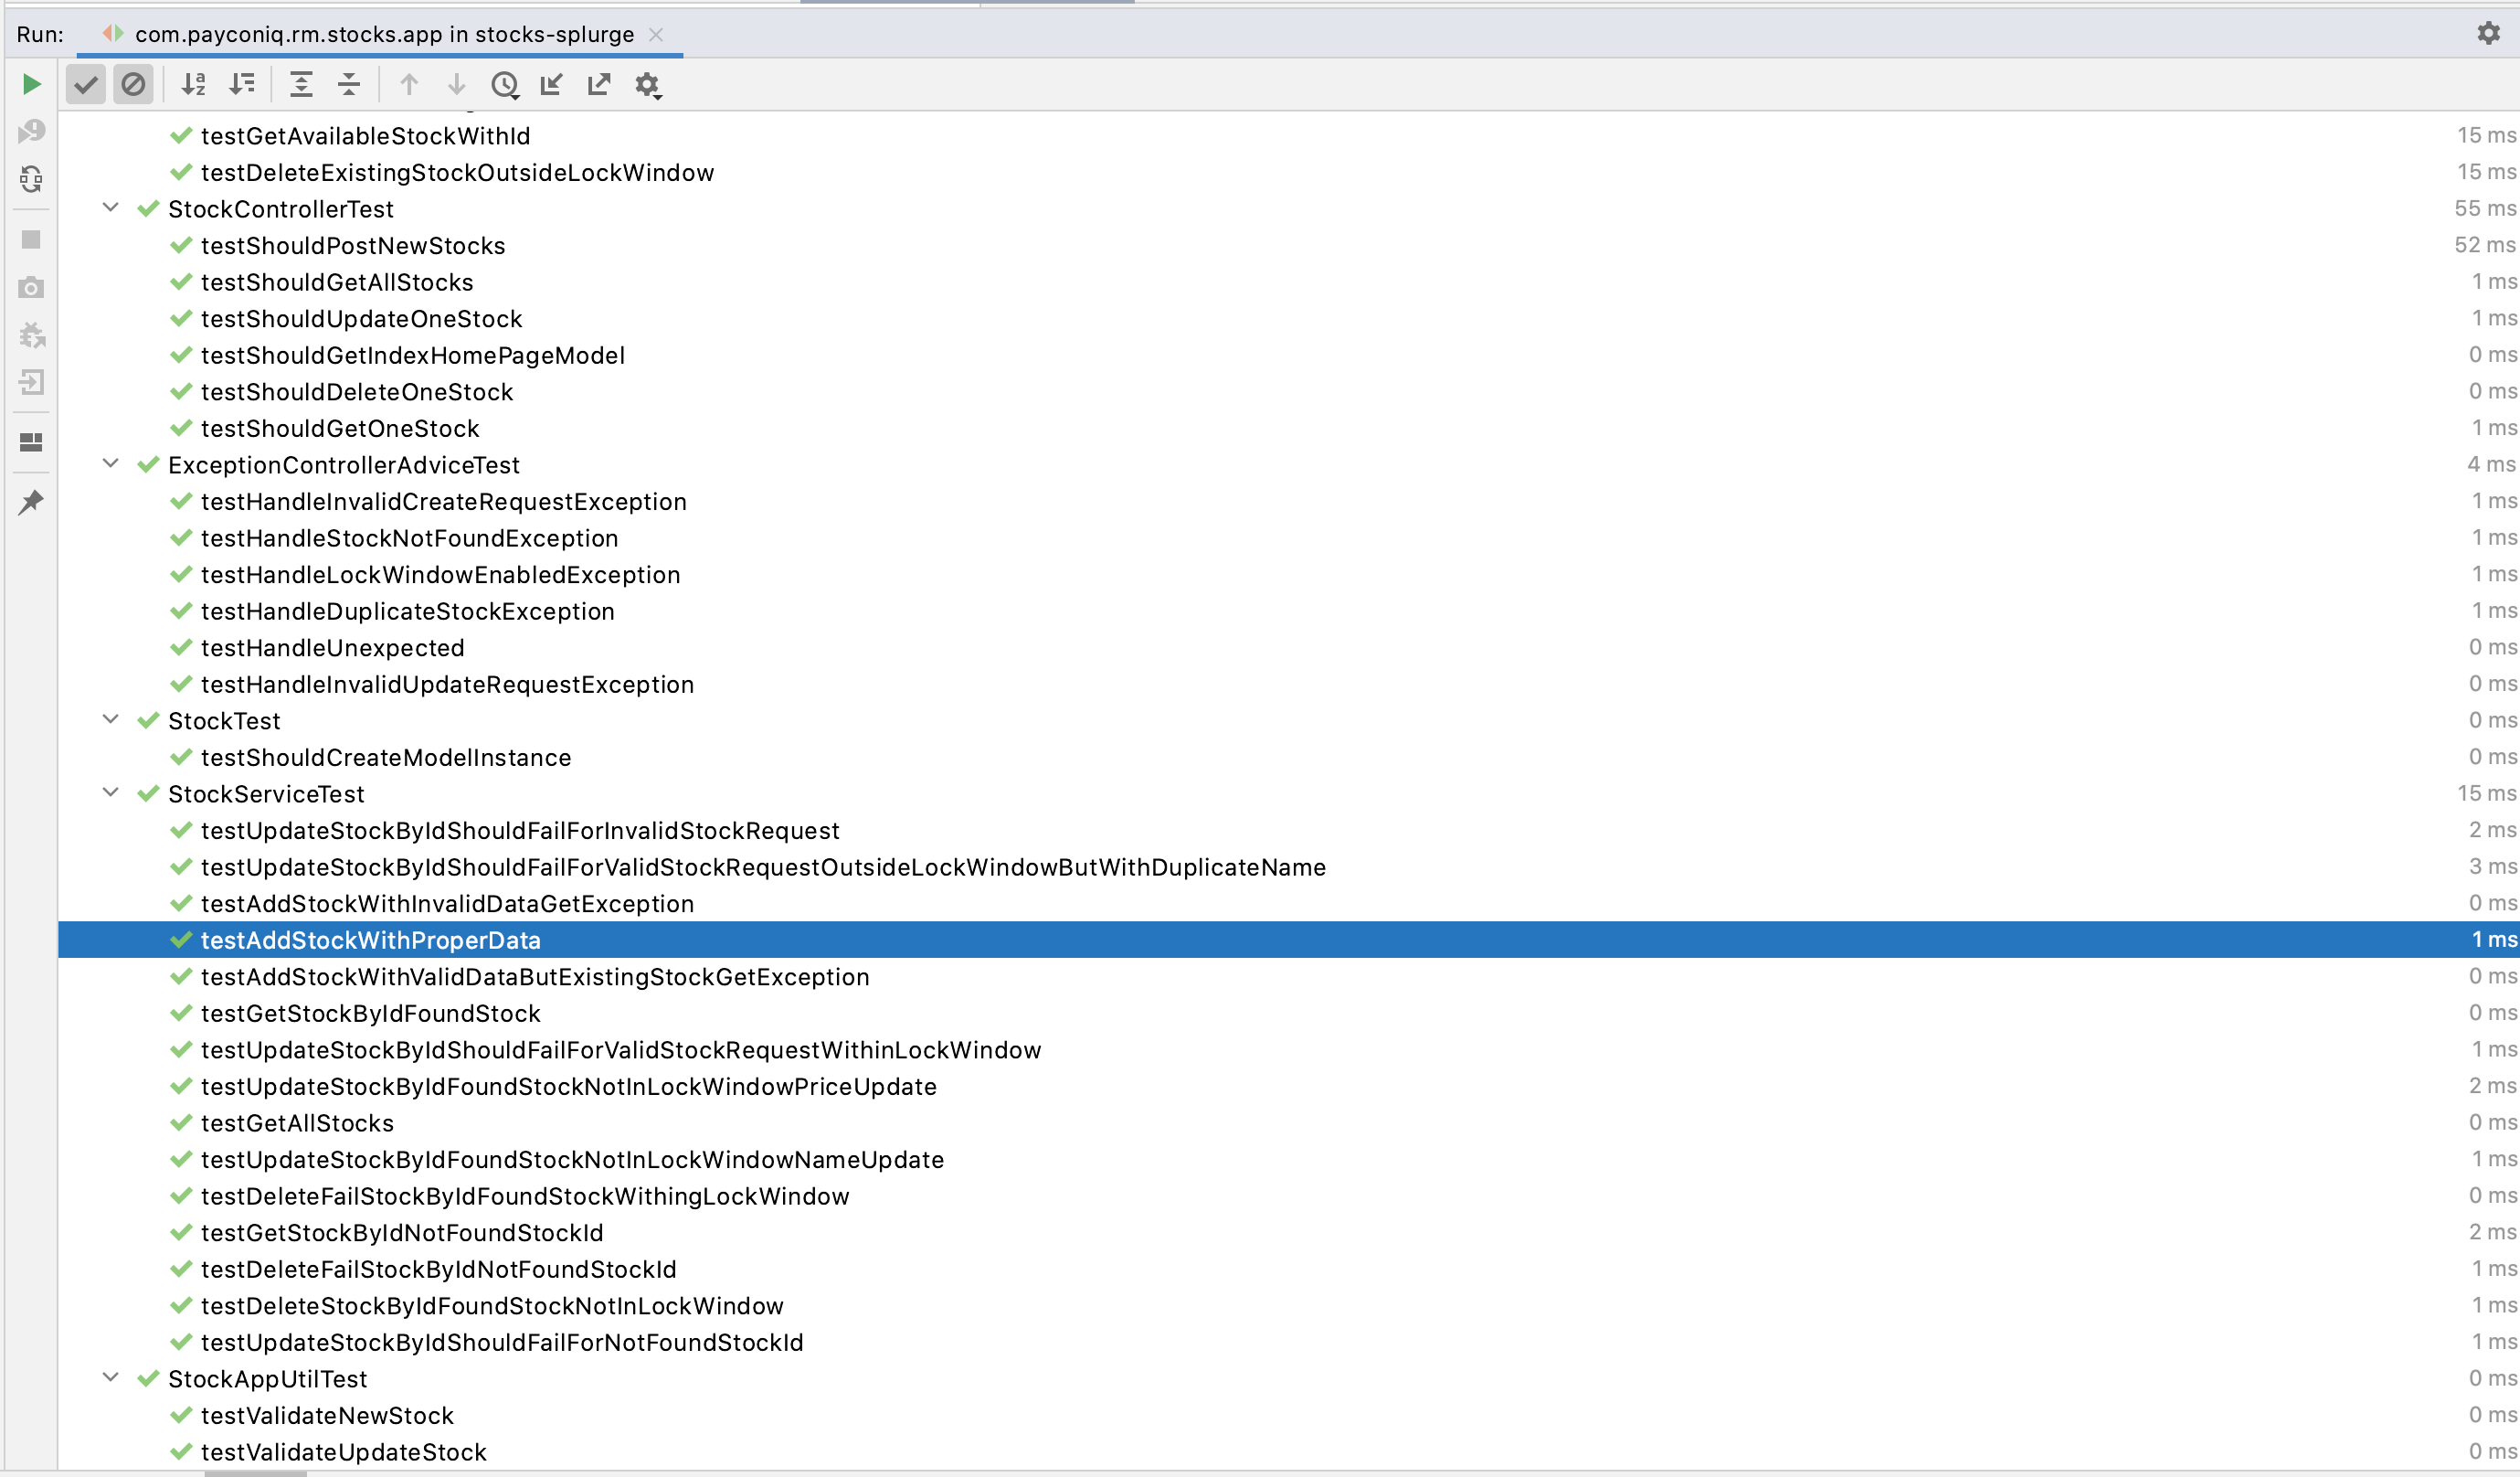 Run: com.payconiq.rm.stocks.app in stocks-splurge
testGetAvailableStockWithId 15 ms
testDeleteExistingStockOutsideLockWindow 15 ms
StockControllerTest 55 ms
testShouldPostNewStocks 52 ms
testShouldGetAllStocks 1 ms
testShouldUpdateOneStock 1 ms
testShouldGetIndexHomePageModel 0 ms
testShouldDeleteOneStock 0 ms
testShouldGetOneStock 1 ms
ExceptionControllerAdviceTest 4 ms
testHandleInvalidCreateRequestException 1 ms
testHandleStockNotFoundException 1 ms
testHandleLockWindowEnabledException 1 ms
testHandleDuplicateStockException 1 ms
testHandleUnexpected 0 ms
testHandleInvalidUpdateRequestException 0 ms
StockTest 0 ms
testShouldCreateModelInstance 0 ms
StockServiceTest 15 ms
testUpdateStockByIdShouldFailForInvalidStockRequest 2 ms
testUpdateStockByIdShouldFailForValidStockRequestOutsideLockWindowButWithDuplicateName 3 ms
testAddStockWithInvalidDataGetException 0 ms
testAddStockWithProperData 1 ms
testAddStockWithValidDataButExistingStockGetException 0 ms
testGetStockByIdFoundStock 0 ms
testUpdateStockByIdShouldFailForValidStockRequestWithinLockWindow 1 ms
testUpdateStockByIdFoundStockNotInLockWindowPriceUpdate 2 ms
testGetAllStocks 0 ms
testUpdateStockByIdFoundStockNotInLockWindowNameUpdate 1 ms
testDeleteFailStockByIdFoundStockWithingLockWindow 0 ms
testGetStockByIdNotFoundStockId 2 ms
testDeleteFailStockByIdNotFoundStockId 1 ms
testDeleteStockByIdFoundStockNotInLockWindow 1 ms
testUpdateStockByIdShouldFailForNotFoundStockId 1 ms
StockAppUtilTest 0 ms
testValidateNewStock 0 ms
testValidateUpdateStock 0 ms